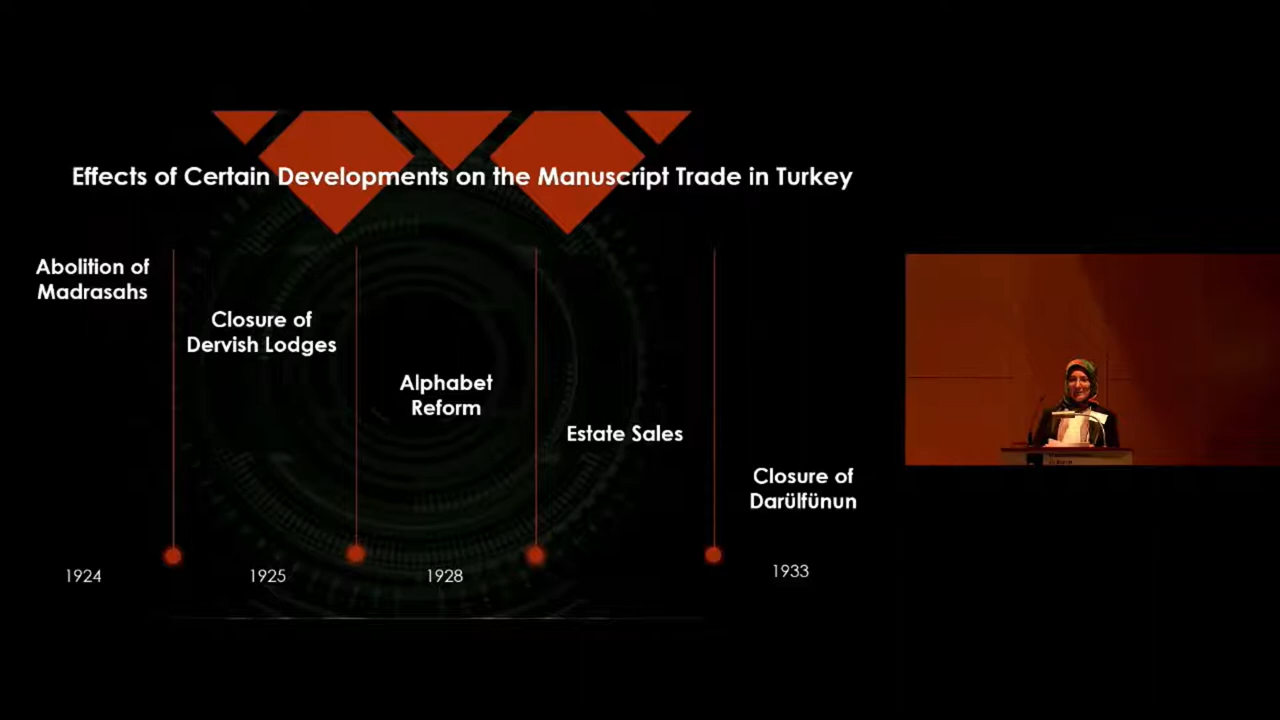 Effects of Certain Developments on the Manuscript Trade in Turkey
Abolition of
Madrasahs
Closure of
Dervish Lodges
Alphabet
Reform
Estate Sales
Closure of
Darülfünun
1924
1925
1928
1933